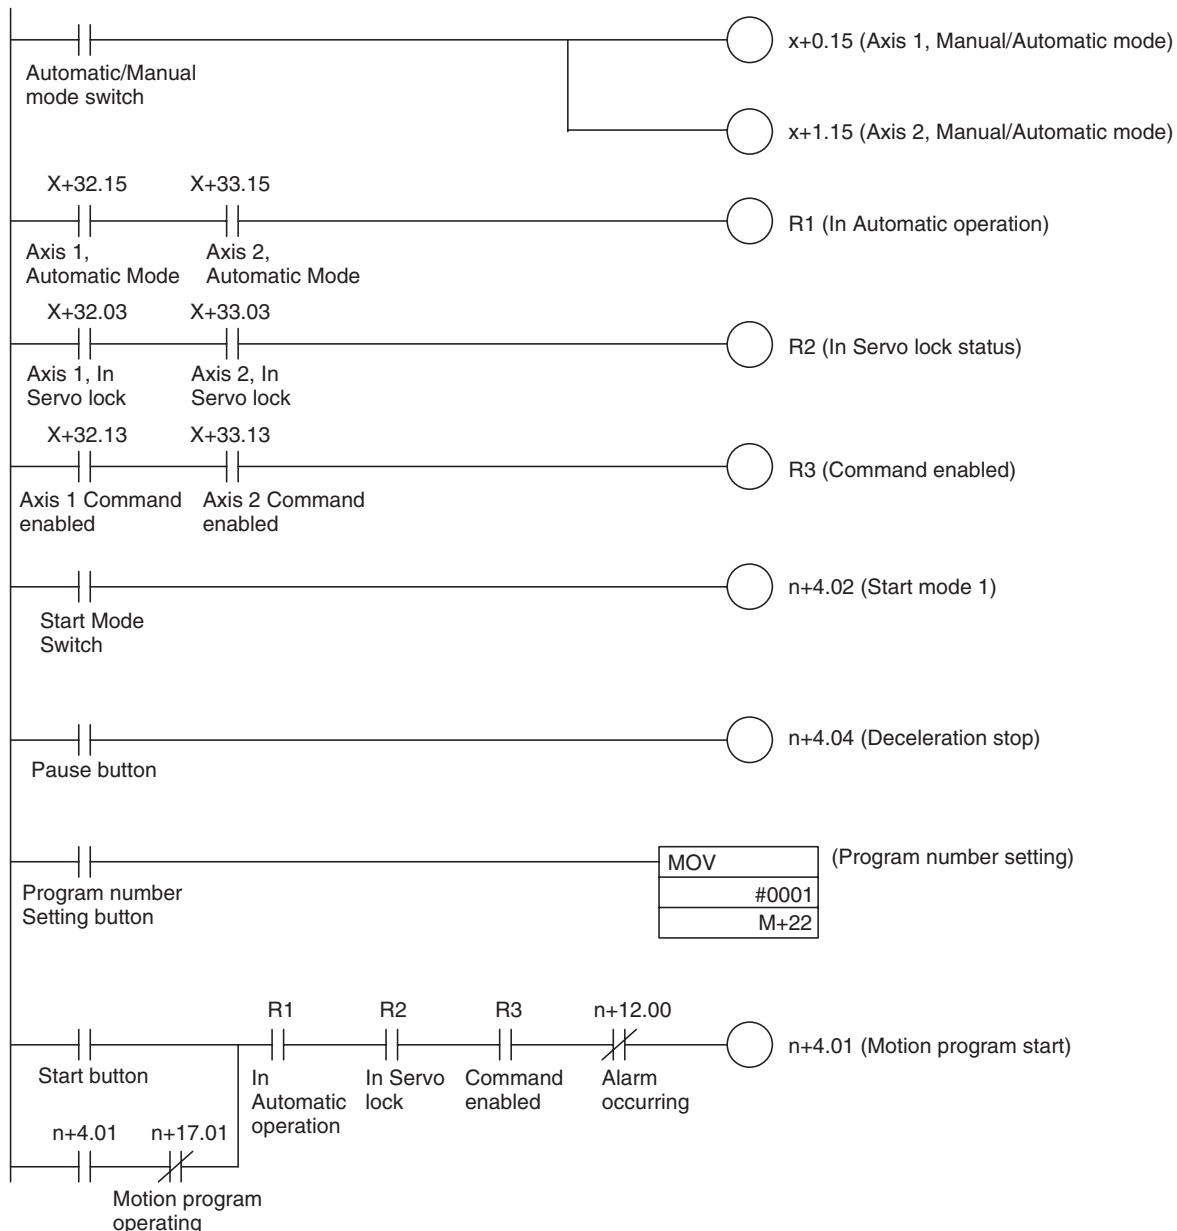 x+0.15 (Axis 1, Manual/Automatic mode)
Automatic/Manual
mode switch
x+1.15 (Axis 2, Manual/Automatic mode)
X+32.15 X+33.15
R1 (In Automatic operation)
Axis 1,
Automatic Mode
Axis 2,
Automatic Mode
X+32.03 X+33.03
R2 (In Servo lock status)
Axis 1, In
Servo lock
Axis 2, In
Servo lock
X+32.13 X+33.13
R3 (Command enabled)
Axis 1 Command
enabled
Axis 2 Command
enabled
n+4.02 (Start mode 1)
Start Mode
Switch
n+4.04 (Deceleration stop)
Pause button
MOV
(Program number setting)
#0001
M+22
Program number
Setting button
R1 R2 R3 n+12.00
n+4.01 (Motion program start)
Start button
In
Automatic
operation
In Servo
lock
Command
enabled
Alarm
occurring
n+4.01 n+17.01
Motion program
operating